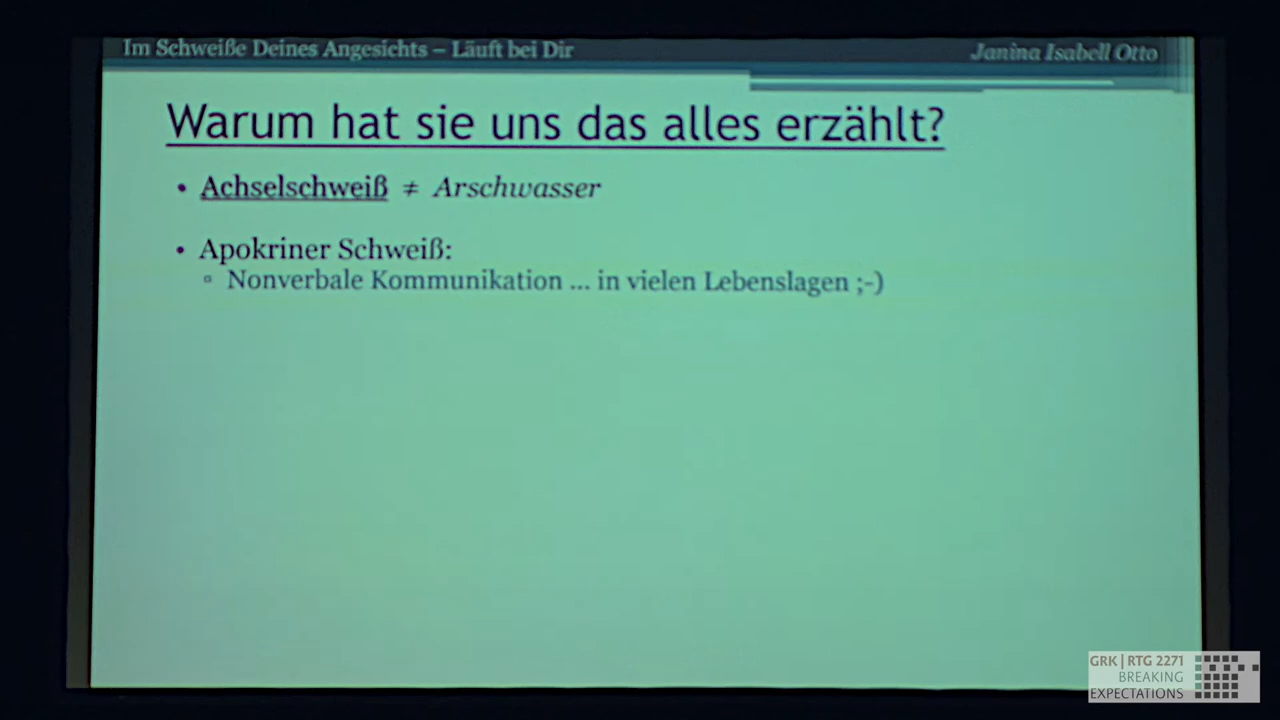 Im Schweiße Deines Angesichts – Läuft bei Dir
Janina Isabell Otto
Warum hat sie uns das alles erzählt?
• Achselschweiß ≠ Arschwasser
• Apokriner Schweiß:
▫ Nonverbale Kommunikation ... in vielen Lebenslagen ;-)
GRK | RTG 2271
BREAKING
EXPECTATIONS